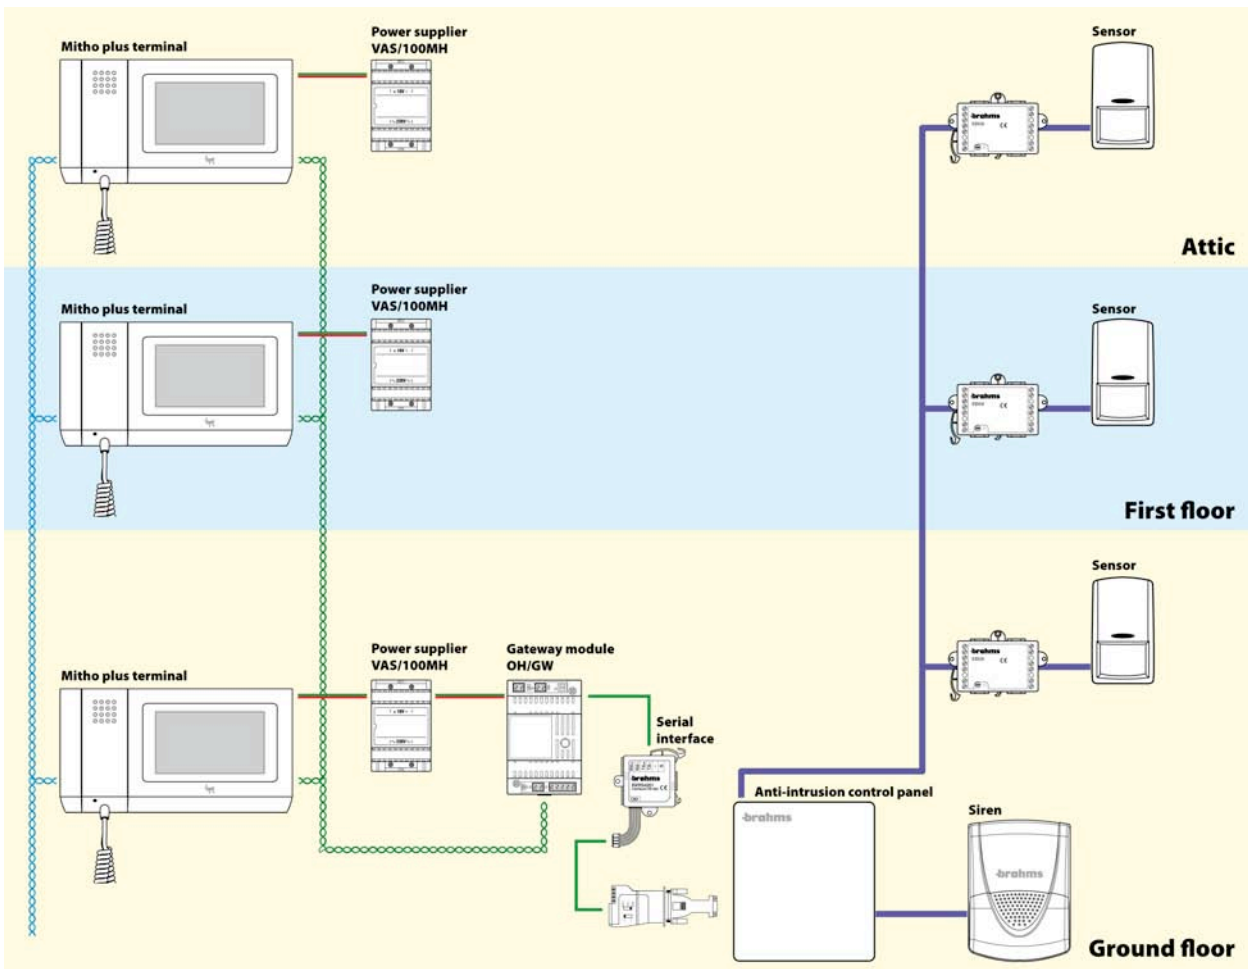 Mitho plus terminal
Power supplier
VAS/100MH
Sensor
brahms
Attic
Mitho plus terminal
Power supplier
VAS/100MH
Sensor
brahms
First floor
Mitho plus terminal
Power supplier
VAS/100MH
Gateway module
OH/GW
Serial
interface
brahms
Sensor
brahms
Anti-intrusion control panel
brahms
Siren
brahms
Ground floor